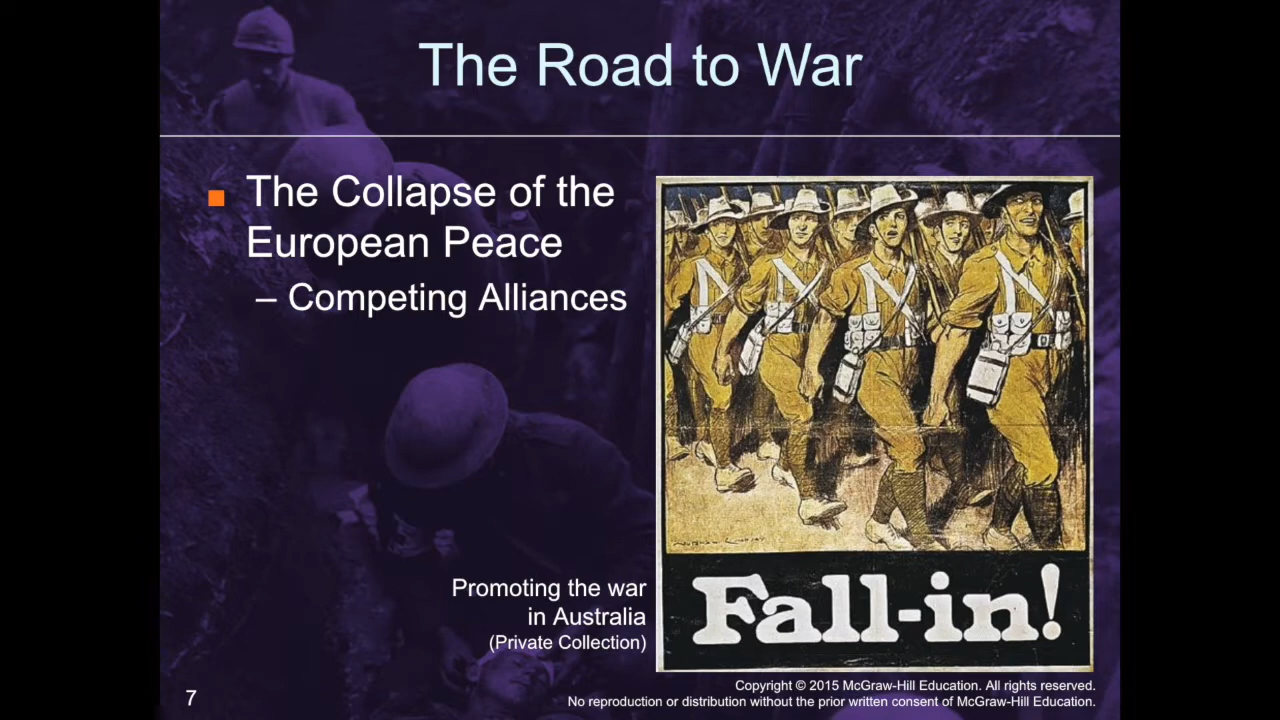 The Road to War
The Collapse of the
European Peace
– Competing Alliances
Fall-in!
Promoting the war
in Australia
(Private Collection)
7
Copyright © 2015 McGraw-Hill Education. All rights reserved.
No reproduction or distribution without the prior written consent of McGraw-Hill Education.